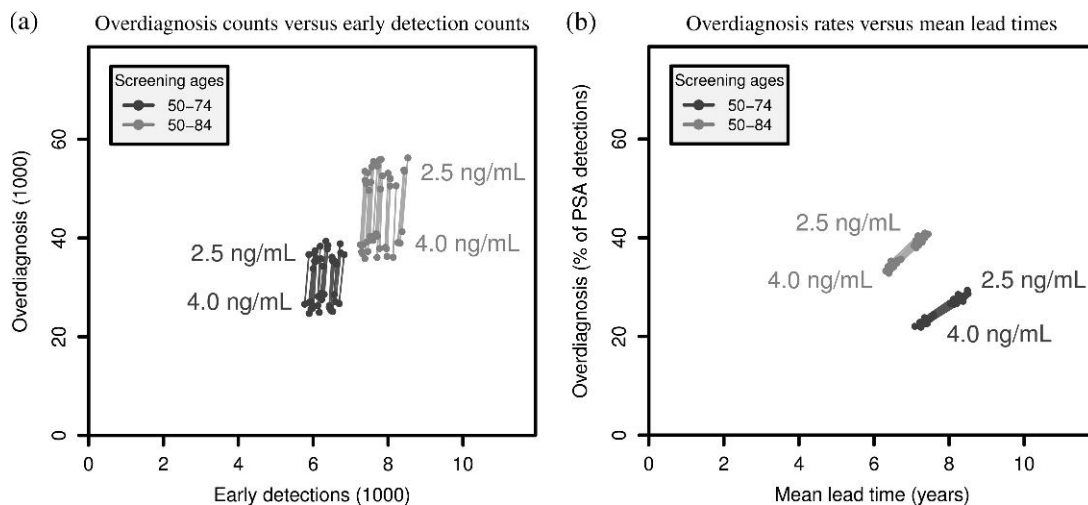 (a) Overdiagnosis counts versus early detection counts
Screening ages
50−74
50−84
2.5 ng/mL
4.0 ng/mL
2.5 ng/mL
4.0 ng/mL
Overdiagnosis (1000)
0
20
40
60
0 2 4 6 8 10
Early detections (1000)
(b) Overdiagnosis rates versus mean lead times
Screening ages
50−74
50−84
2.5 ng/mL
4.0 ng/mL
2.5 ng/mL
4.0 ng/mL
Overdiagnosis (% of PSA detections)
0
20
40
60
0 2 4 6 8 10
Mean lead time (years)